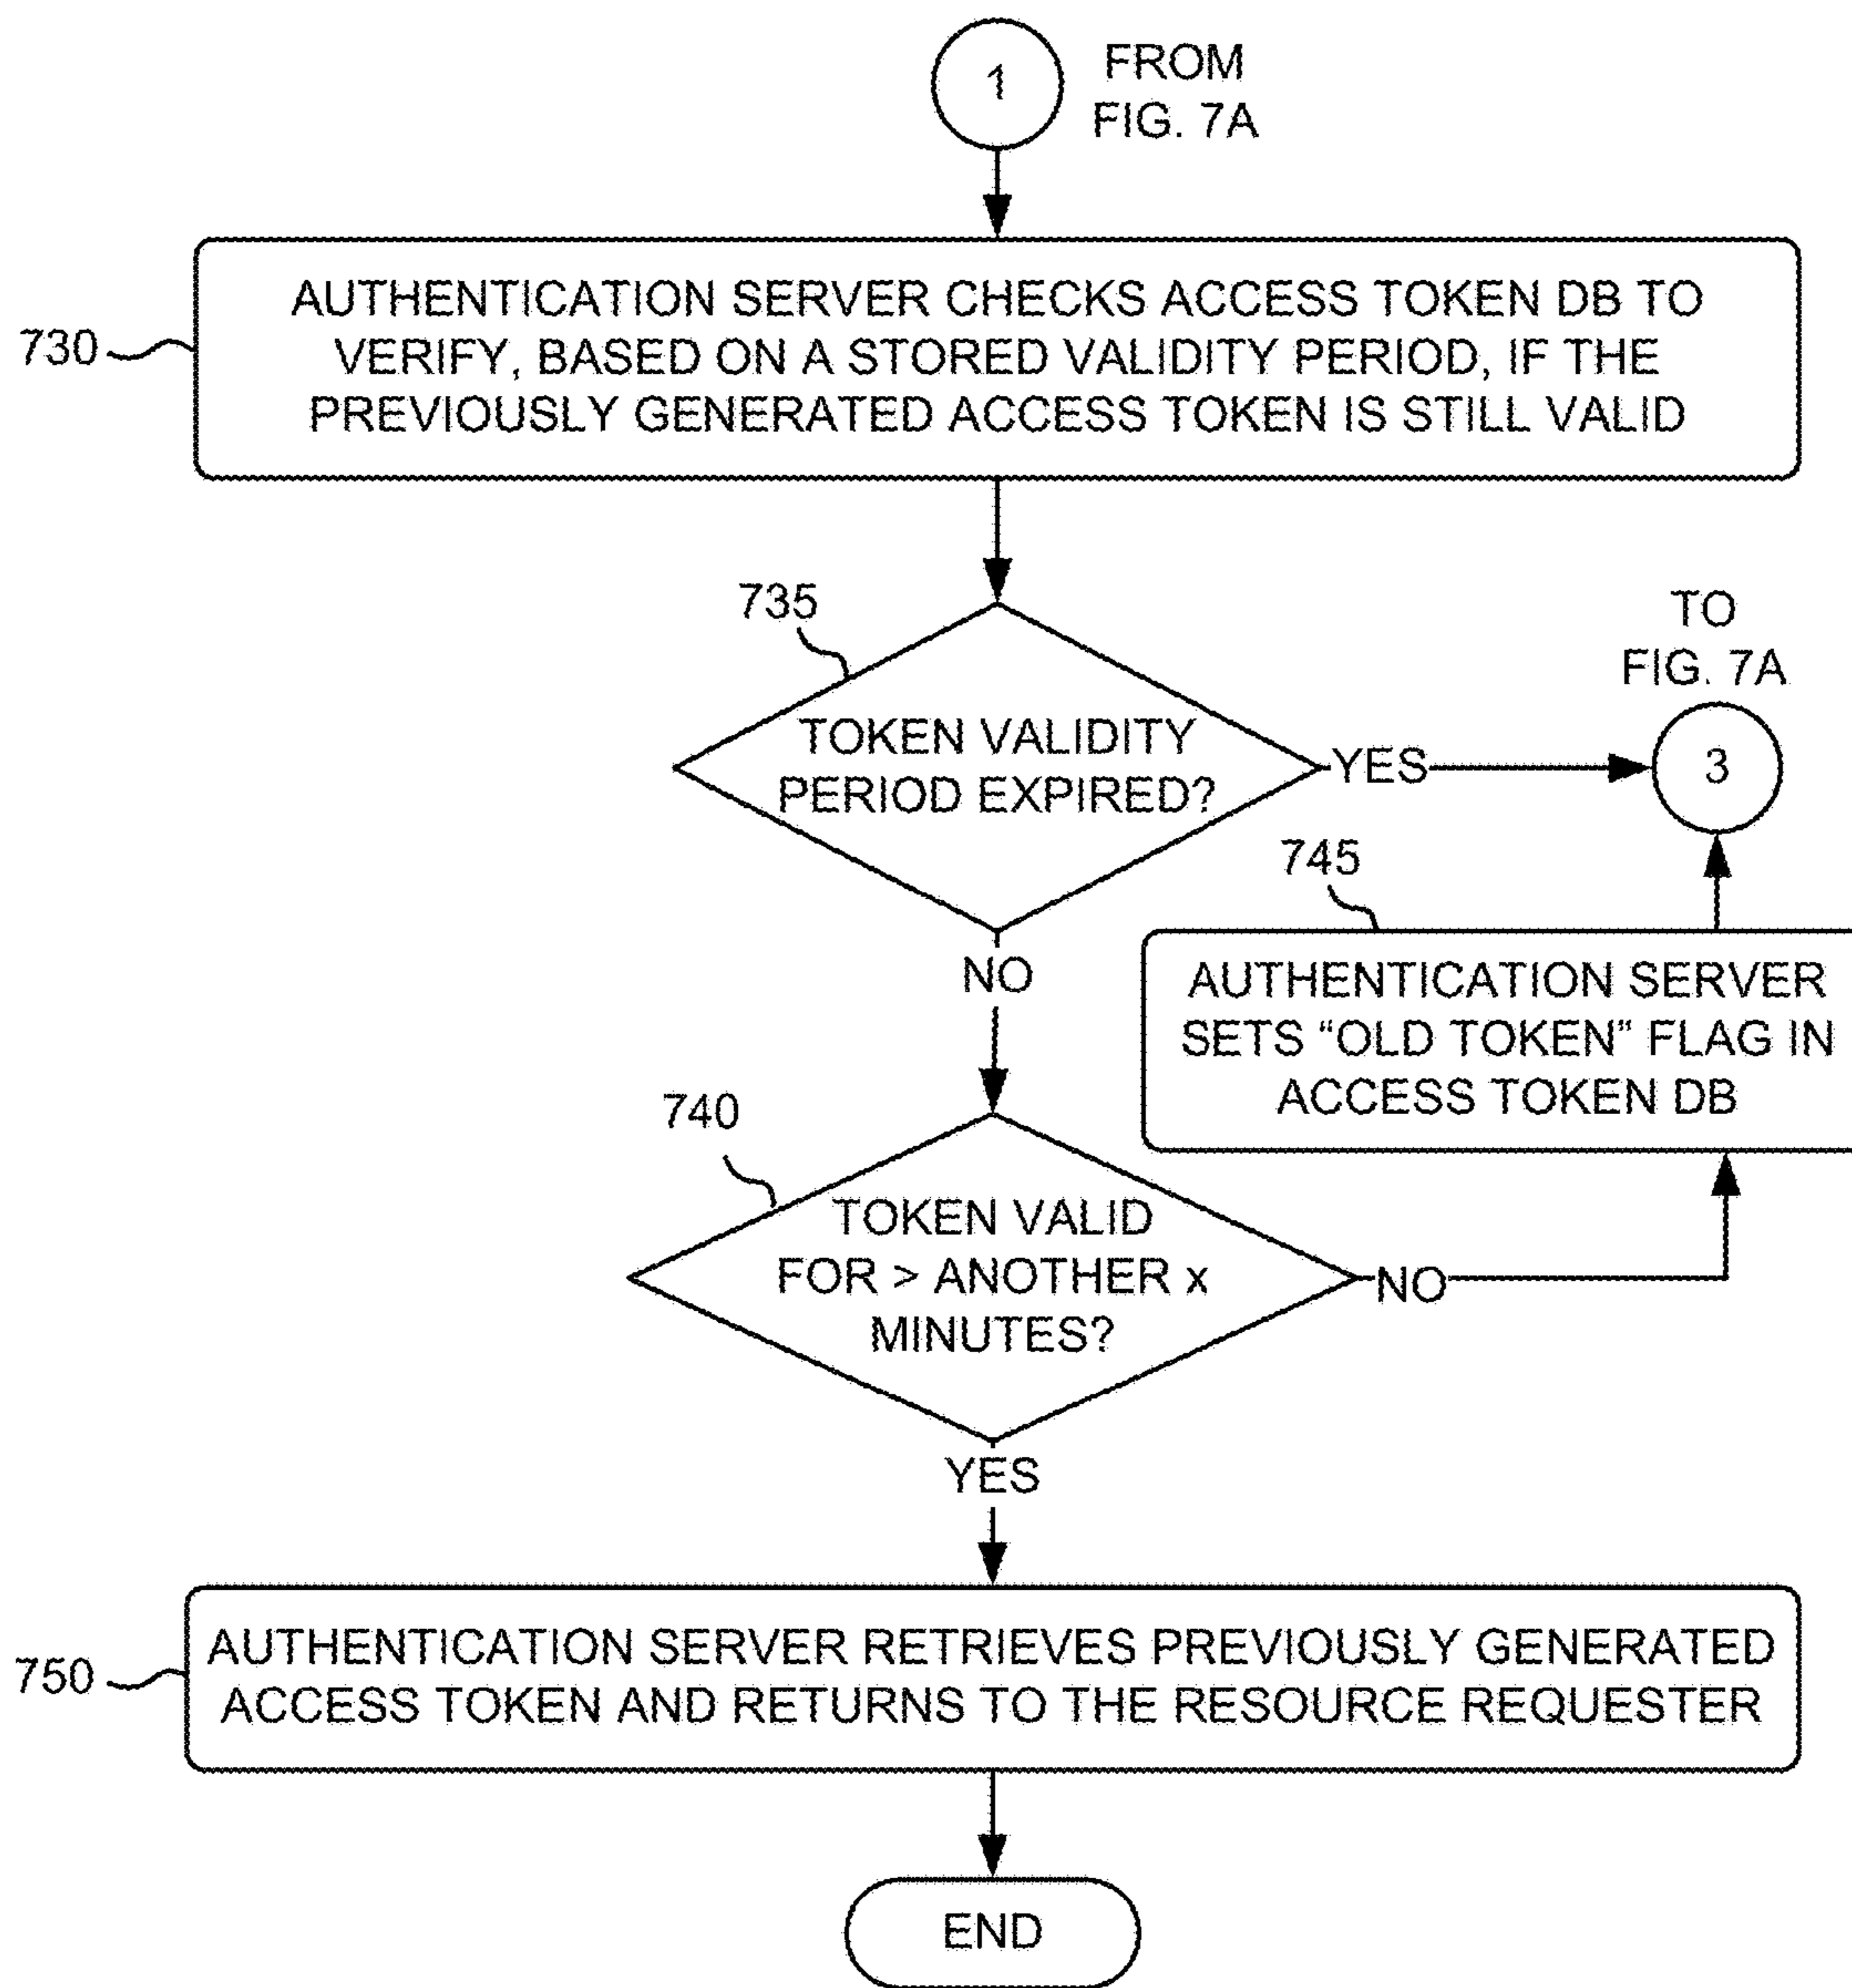 1
FROM
FIG. 7A
730
AUTHENTICATION SERVER CHECKS ACCESS TOKEN DB TO
VERIFY, BASED ON A STORED VALIDITY PERIOD, IF THE
PREVIOUSLY GENERATED ACCESS TOKEN IS STILL VALID
735
TOKEN VALIDITY
PERIOD EXPIRED?
YES
TO
FIG. 7A
3
NO
745
AUTHENTICATION SERVER
SETS “OLD TOKEN” FLAG IN
ACCESS TOKEN DB
740
TOKEN VALID
FOR > ANOTHER x
MINUTES?
NO
YES
750
AUTHENTICATION SERVER RETRIEVES PREVIOUSLY GENERATED
ACCESS TOKEN AND RETURNS TO THE RESOURCE REQUESTER
END